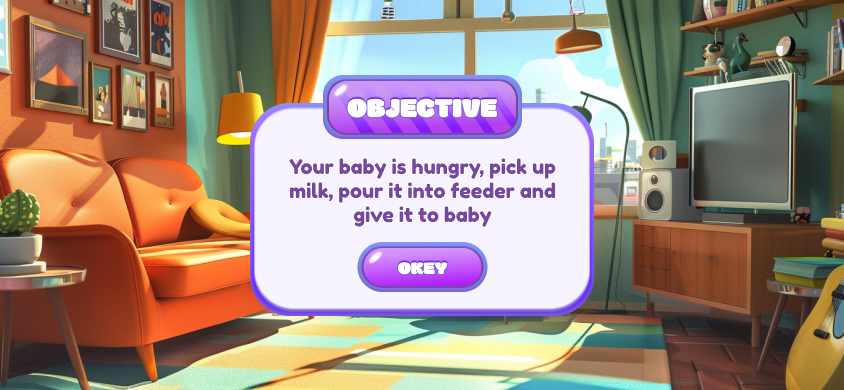 OBJECTIVE
Your baby is hungry, pick up
milk, pour it into feeder and
give it to baby
OKEY